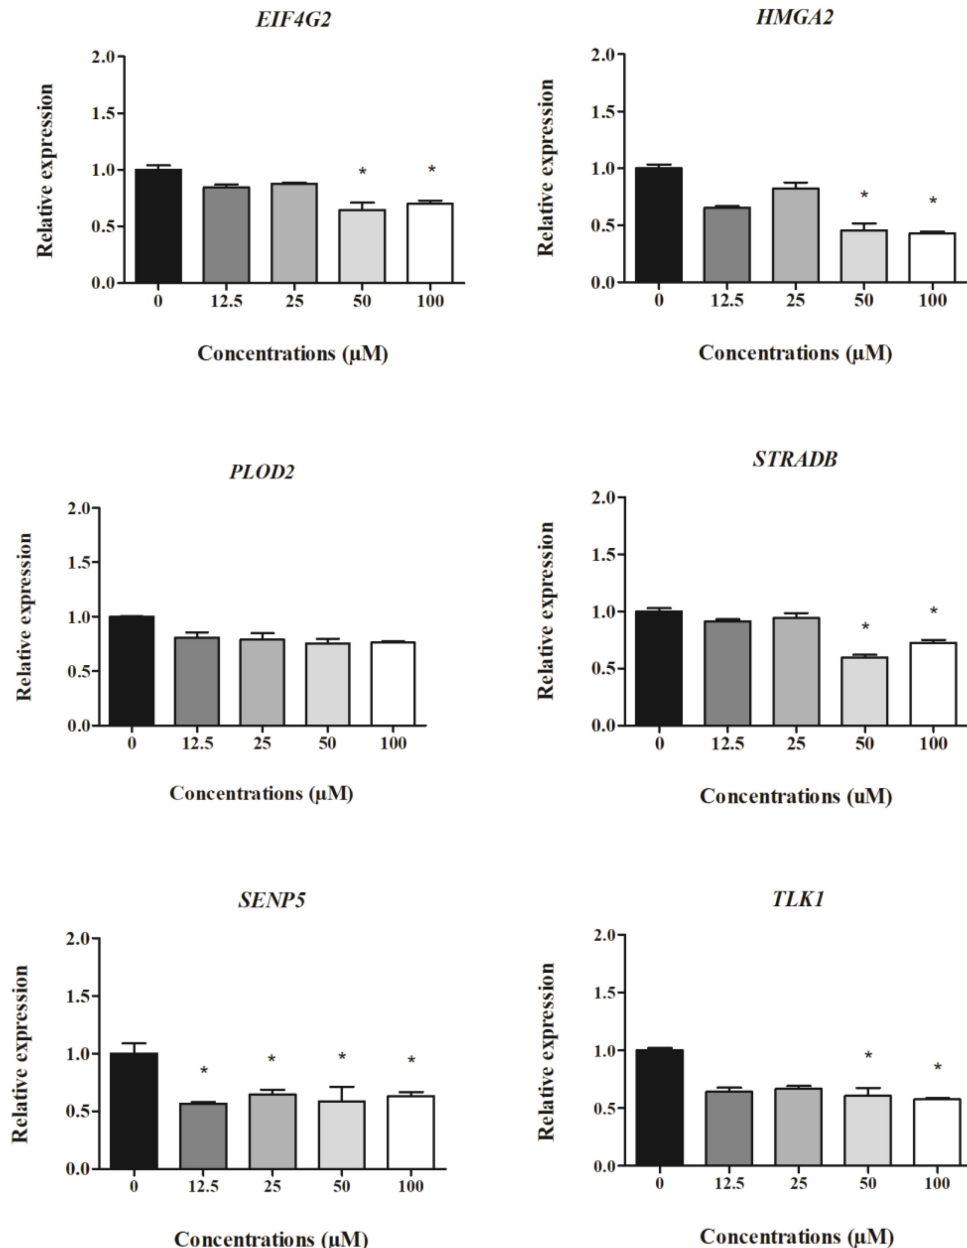 EIF4G2
2.0
1.5
1.0
0.5
0.0
Relative expression
* *
0 12.5 25 50 100
Concentrations (µM)
HMGA2
2.0
1.5
1.0
0.5
0.0
Relative expression
* *
0 12.5 25 50 100
Concentrations (µM)
PLOD2
2.0
1.5
1.0
0.5
0.0
Relative expression
0 12.5 25 50 100
Concentrations (µM)
STRADB
2.0
1.5
1.0
0.5
0.0
Relative expression
* *
0 12.5 25 50 100
Concentrations (uM)
SENP5
2.0
1.5
1.0
0.5
0.0
Relative expression
* * * *
0 12.5 25 50 100
Concentrations (µM)
TLK1
2.0
1.5
1.0
0.5
0.0
Relative expression
* *
0 12.5 25 50 100
Concentrations (µM)